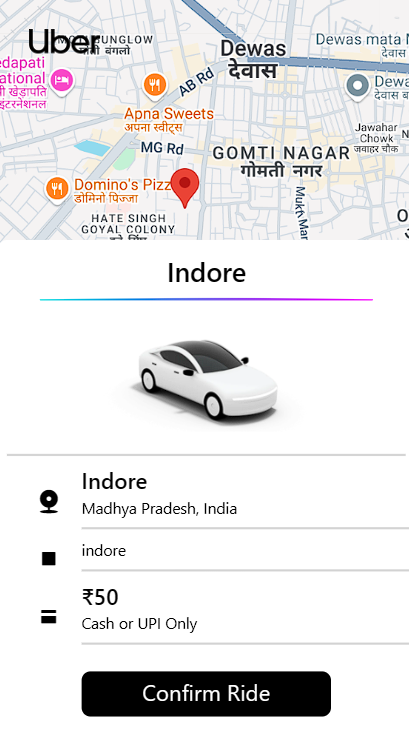 Uber
BUNGLOW
बंगलो
Dewas
देवास
Dewas mata
edapati
ational
खेड़ापति
इंटरनेशनल
AB Rd
Apna Sweets
अपना स्वीट्स
Dewa
देवास ब
Jawahar
Chowk
जवाहर चौक
MG Rd
GOMTI NAGAR
गोमती नगर
Domino's Pizz
डोमिनो पिज्जा
HATE SINGH
GOYAL COLONY
Indore
Indore
Madhya Pradesh, India
indore
₹50
Cash or UPI Only
Confirm Ride